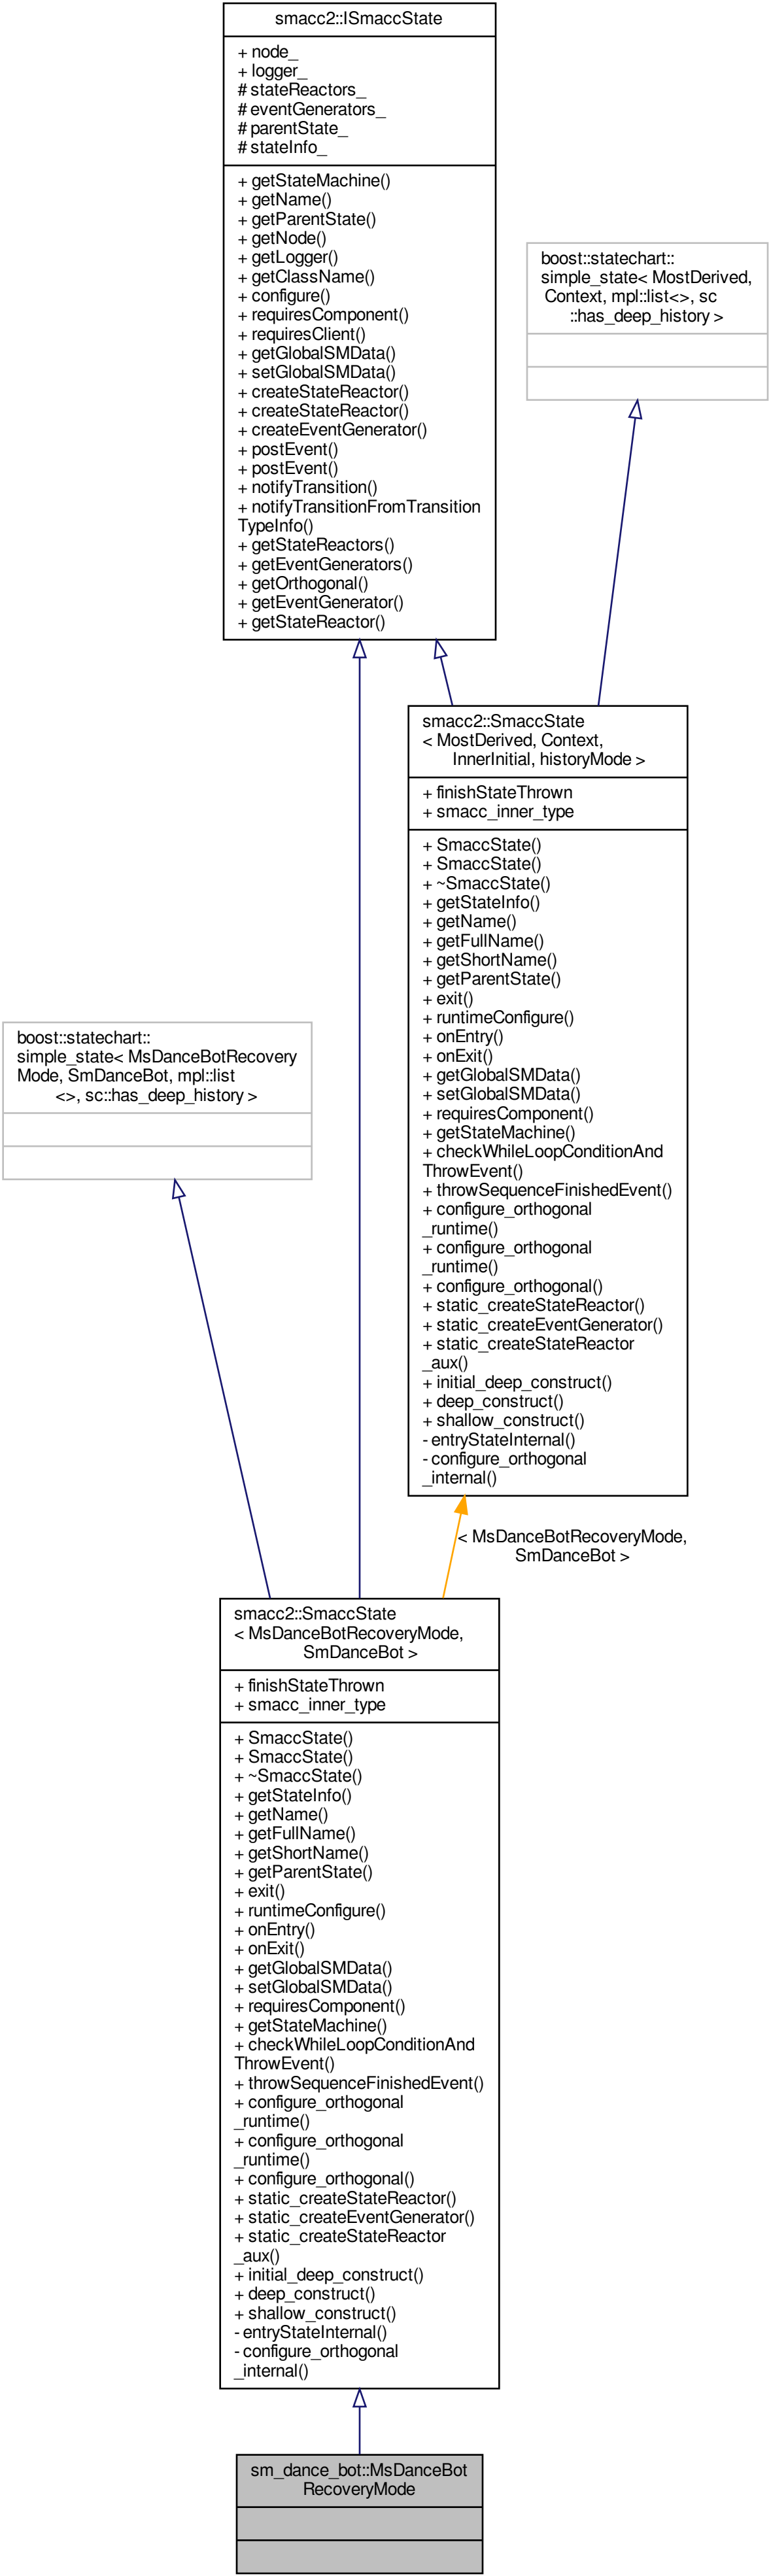 smacc2::ISmaccState
+ node_
+ logger_
# stateReactors_
# eventGenerators_
# parentState_
# stateInfo_
+ getStateMachine()
+ getName()
+ getParentState()
+ getNode()
+ getLogger()
+ getClassName()
+ configure()
+ requiresComponent()
+ requiresClient()
+ getGlobalSMData()
+ setGlobalSMData()
+ createStateReactor()
+ createStateReactor()
+ createEventGenerator()
+ postEvent()
+ postEvent()
+ notifyTransition()
+ notifyTransitionFromTransition
TypeInfo()
+ getStateReactors()
+ getEventGenerators()
+ getOrthogonal()
+ getEventGenerator()
+ getStateReactor()
boost::statechart::
simple_state< MostDerived,
Context, mpl::list<>, sc
::has_deep_history >
smacc2::SmaccState
< MostDerived, Context,
InnerInitial, historyMode >
+ finishStateThrown
+ smacc_inner_type
+ SmaccState()
+ SmaccState()
+ ~SmaccState()
+ getStateInfo()
+ getName()
+ getFullName()
+ getShortName()
+ getParentState()
+ exit()
+ runtimeConfigure()
+ onEntry()
+ onExit()
+ getGlobalSMData()
+ setGlobalSMData()
+ requiresComponent()
+ getStateMachine()
+ checkWhileLoopConditionAnd
ThrowEvent()
+ throwSequenceFinishedEvent()
+ configure_orthogonal
_runtime()
+ configure_orthogonal
_runtime()
+ configure_orthogonal()
+ static_createStateReactor()
+ static_createEventGenerator()
+ static_createStateReactor
_aux()
+ initial_deep_construct()
+ deep_construct()
+ shallow_construct()
- entryStateInternal()
- configure_orthogonal
_internal()
boost::statechart::
simple_state< MsDanceBotRecovery
Mode, SmDanceBot, mpl::list
<>, sc::has_deep_history >
< MsDanceBotRecoveryMode,
SmDanceBot >
smacc2::SmaccState
< MsDanceBotRecoveryMode,
SmDanceBot >
+ finishStateThrown
+ smacc_inner_type
+ SmaccState()
+ SmaccState()
+ ~SmaccState()
+ getStateInfo()
+ getName()
+ getFullName()
+ getShortName()
+ getParentState()
+ exit()
+ runtimeConfigure()
+ onEntry()
+ onExit()
+ getGlobalSMData()
+ setGlobalSMData()
+ requiresComponent()
+ getStateMachine()
+ checkWhileLoopConditionAnd
ThrowEvent()
+ throwSequenceFinishedEvent()
+ configure_orthogonal
_runtime()
+ configure_orthogonal
_runtime()
+ configure_orthogonal()
+ static_createStateReactor()
+ static_createEventGenerator()
+ static_createStateReactor
_aux()
+ initial_deep_construct()
+ deep_construct()
+ shallow_construct()
- entryStateInternal()
- configure_orthogonal
_internal()
sm_dance_bot::MsDanceBot
RecoveryMode